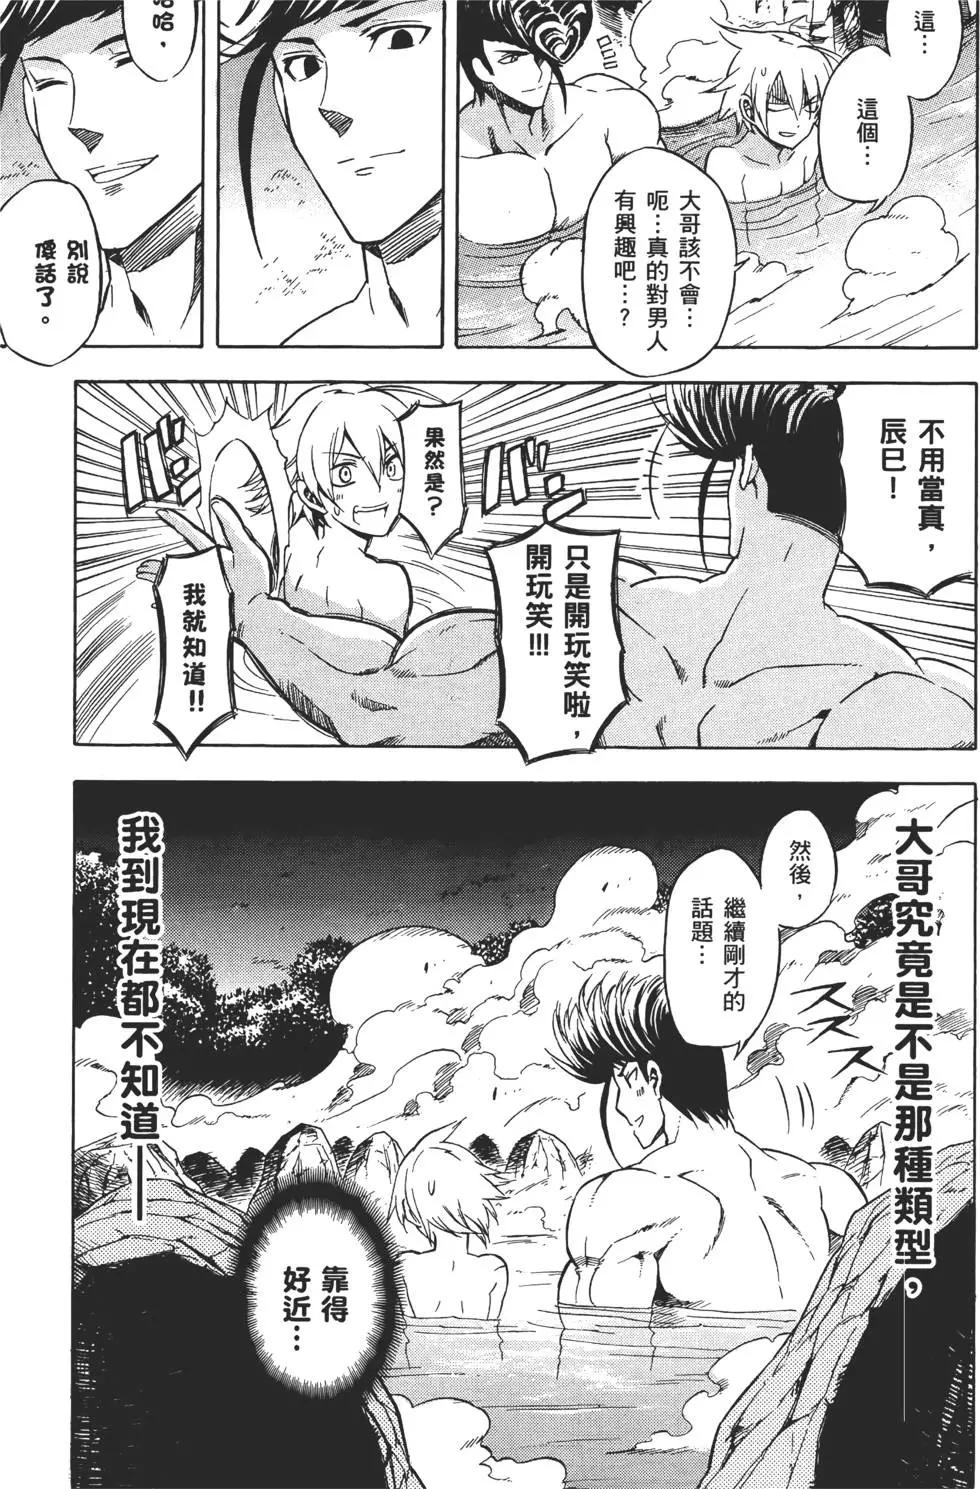 這…
這個…
大哥該不會…
呃…真的對男人
有興趣吧…?
哈哈,
別說
傻話了。
不用當真,
辰巳!
只是開玩笑啦,
開玩笑!!!
果然是?
我就知道!!
然後,
繼續剛才的
話題…
大哥究竟是不是那種類型,
靠得
好近…
我到現在都不知道——